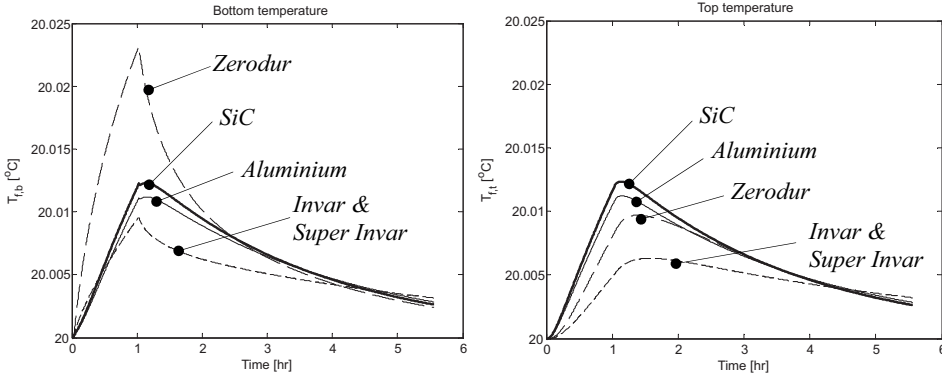 Bottom temperature
20.025
20.02
20.015
20.01
20.005
20
T_{f,b} [°C]
0 1 2 3 4 5 6
Time [hr]
Zerodur
SiC
Aluminium
Invar &
Super Invar
Top temperature
20.025
20.02
20.015
20.01
20.005
20
T_{f,t} [°C]
0 1 2 3 4 5 6
Time [hr]
SiC
Aluminium
Zerodur
Invar &
Super Invar